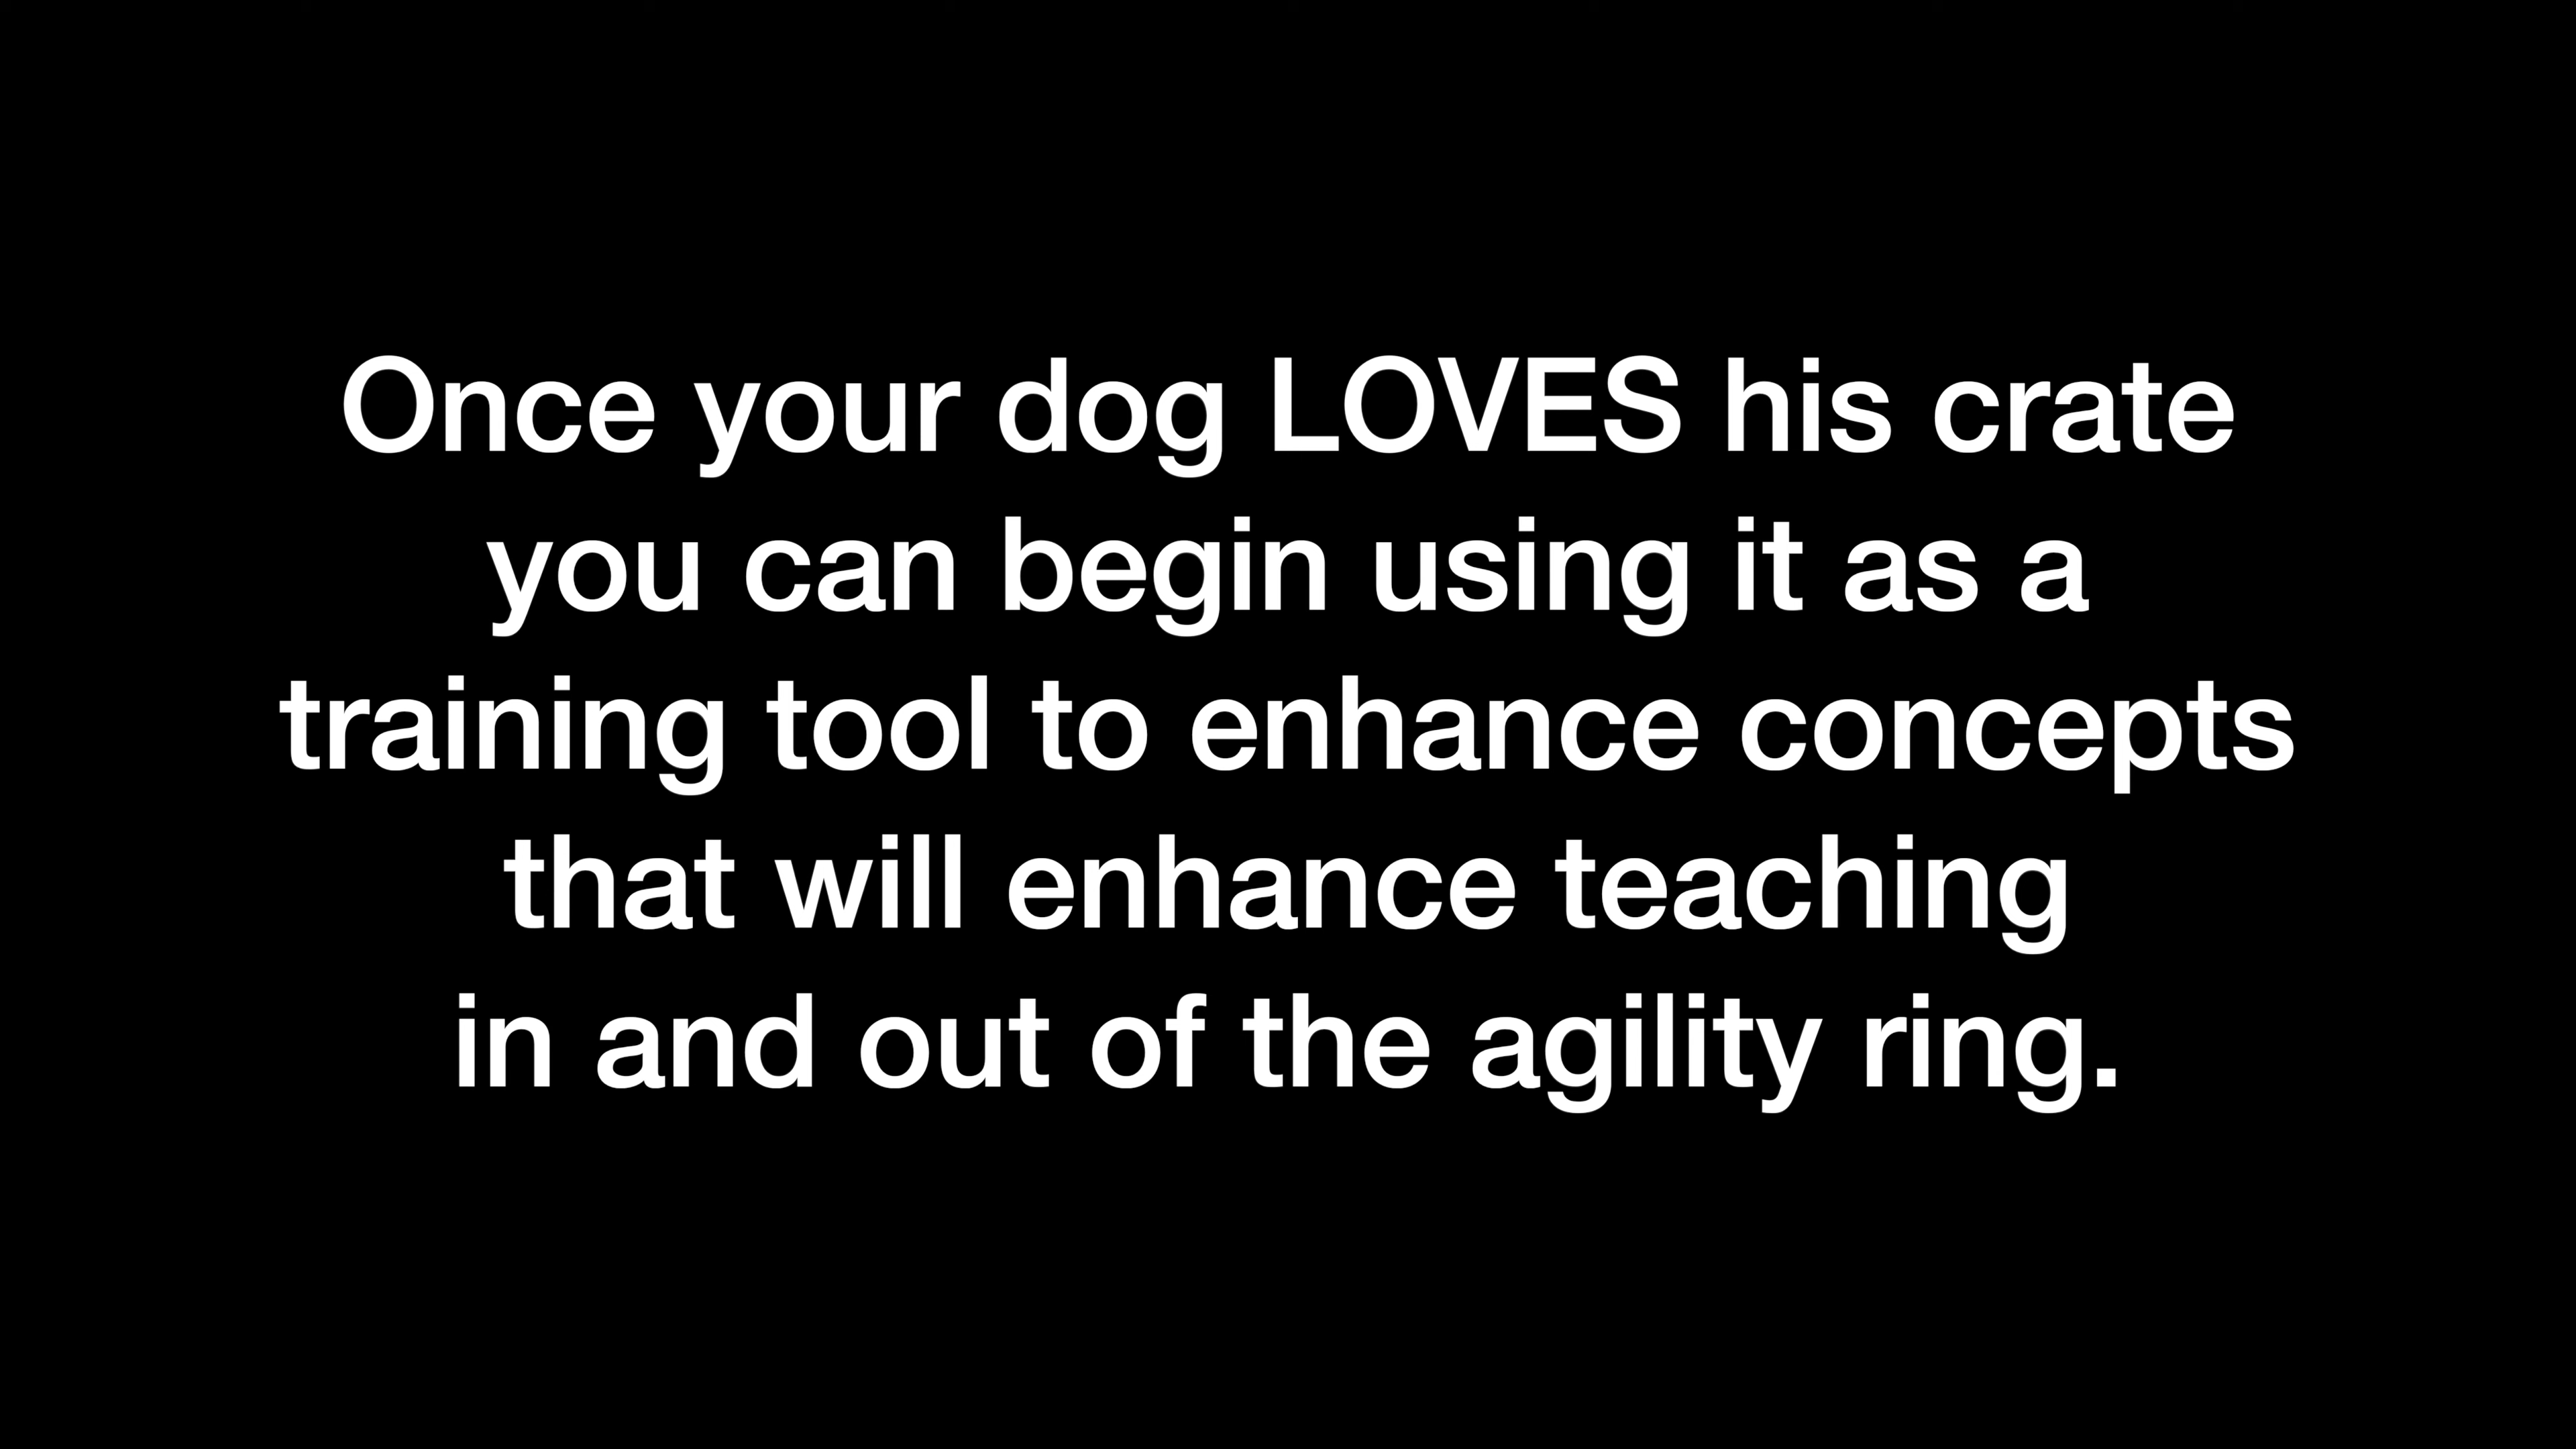 Once your dog LOVES his crate
you can begin using it as a
training tool to enhance concepts
that will enhance teaching
in and out of the agility ring.